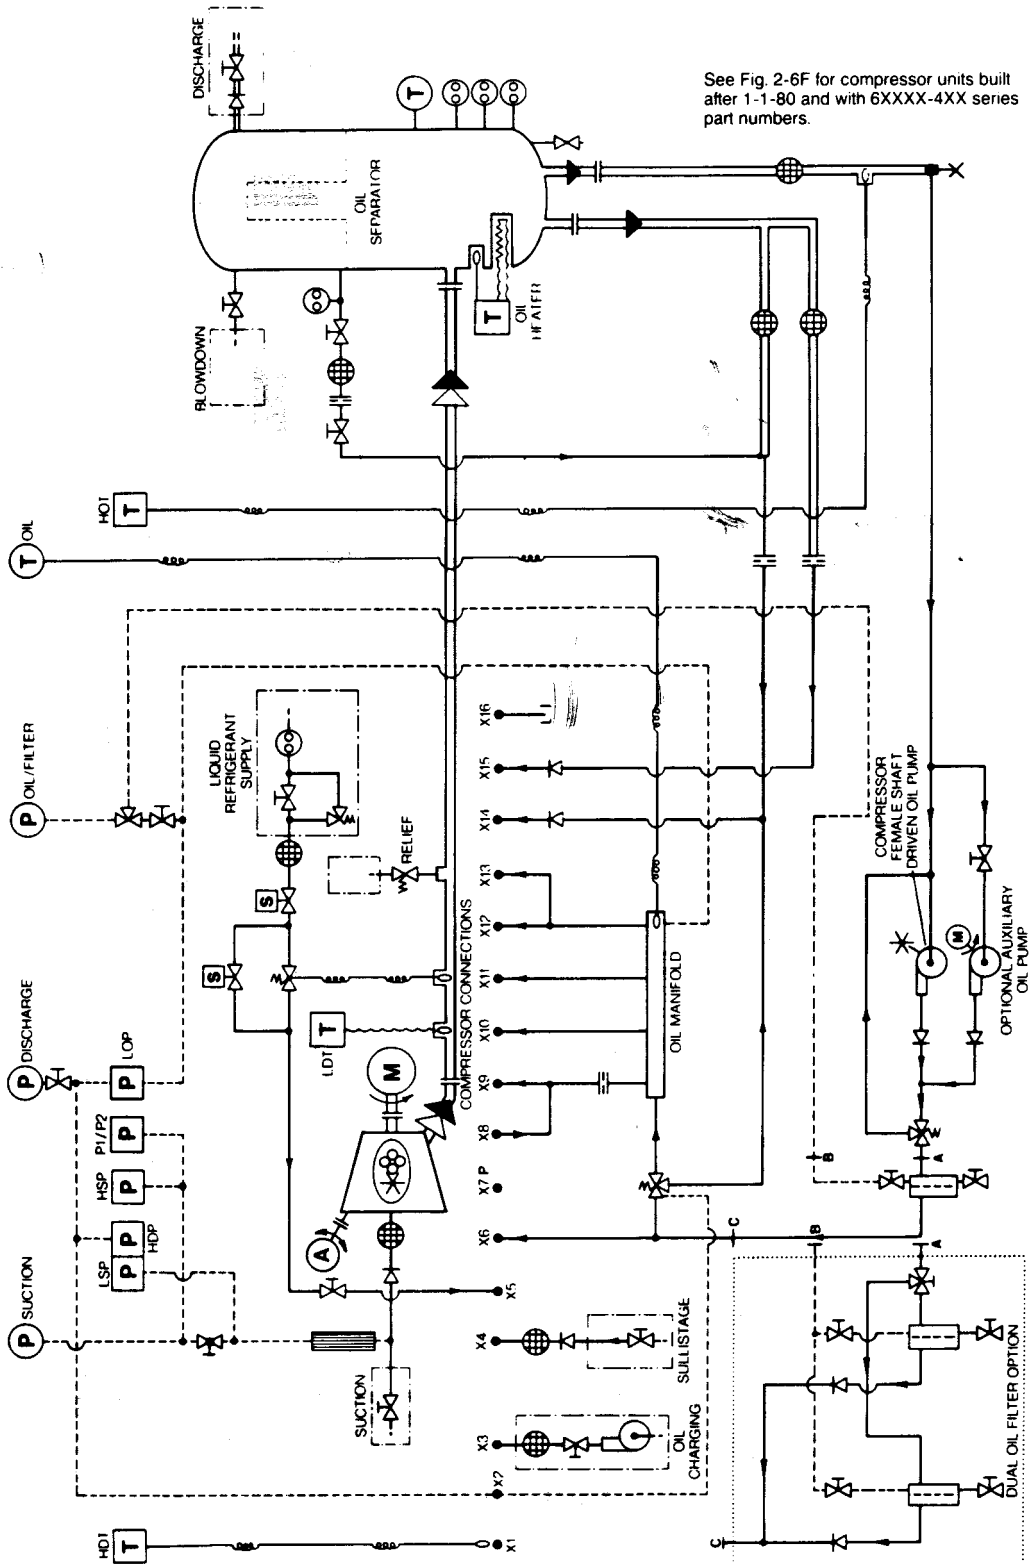 See Fig. 2-6F for compressor units built
after 1-1-80 and with 6XXXX-4XX series
part numbers.
DISCHARGE
T
OIL
SEPARATOR
BLOWDOWN
T
OIL
HEATER
HOT
T
T OIL
P OIL/FILTER
LIQUID
REFRIGERANT
SUPPLY
S
S
RELIEF
P DISCHARGE
P LOP
P1/P2
P
HSP
P
P HDP
LSP
P
P SUCTION
LDT
T
M
A
SUCTION
COMPRESSOR CONNECTIONS
X16
X15
X14
X13
X12
X11
X10
X9
X8
X7 P
X6
X5
X4
X3
X2
X1
HDT
T
OIL MANIFOLD
SULLISTAGE
OIL
CHARGING
COMPRESSOR
FEMALE SHAFT
DRIVEN OIL PUMP
M
OPTIONAL AUXILIARY
OIL PUMP
A
B
C
B
A
C
DUAL OIL FILTER OPTION